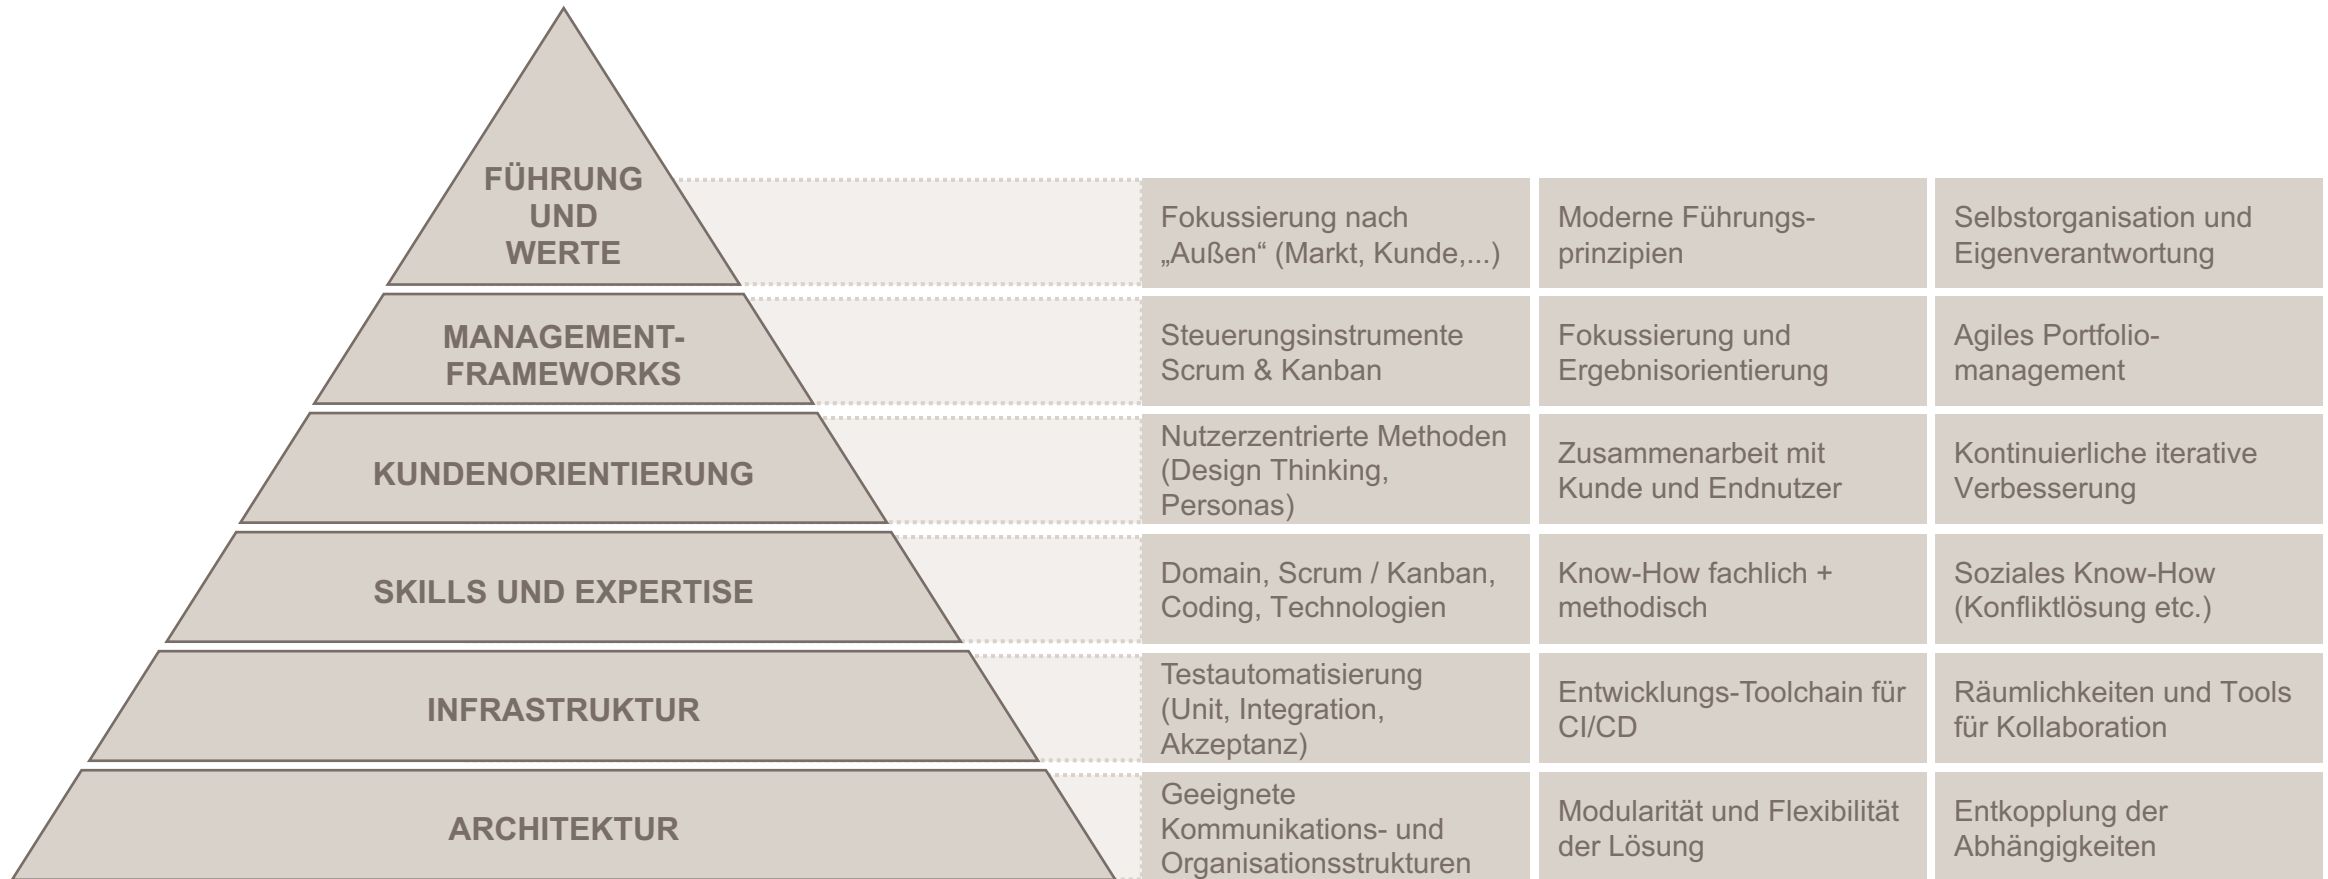 FÜHRUNG
UND
WERTE
Fokussierung nach
„Außen“ (Markt, Kunde,...)
Moderne Führungs-
prinzipien
Selbstorganisation und
Eigenverantwortung
MANAGEMENT-
FRAMEWORKS
Steuerungsinstrumente
Scrum & Kanban
Fokussierung und
Ergebnisorientierung
Agiles Portfolio-
management
KUNDENORIENTIERUNG
Nutzerzentrierte Methoden
(Design Thinking,
Personas)
Zusammenarbeit mit
Kunde und Endnutzer
Kontinuierliche iterative
Verbesserung
SKILLS UND EXPERTISE
Domain, Scrum / Kanban,
Coding, Technologien
Know-How fachlich +
methodisch
Soziales Know-How
(Konfliktlösung etc.)
INFRASTRUKTUR
Testautomatisierung
(Unit, Integration,
Akzeptanz)
Entwicklungs-Toolchain für
CI/CD
Räumlichkeiten und Tools
für Kollaboration
ARCHITEKTUR
Geeignete
Kommunikations- und
Organisationsstrukturen
Modularität und Flexibilität
der Lösung
Entkopplung der
Abhängigkeiten